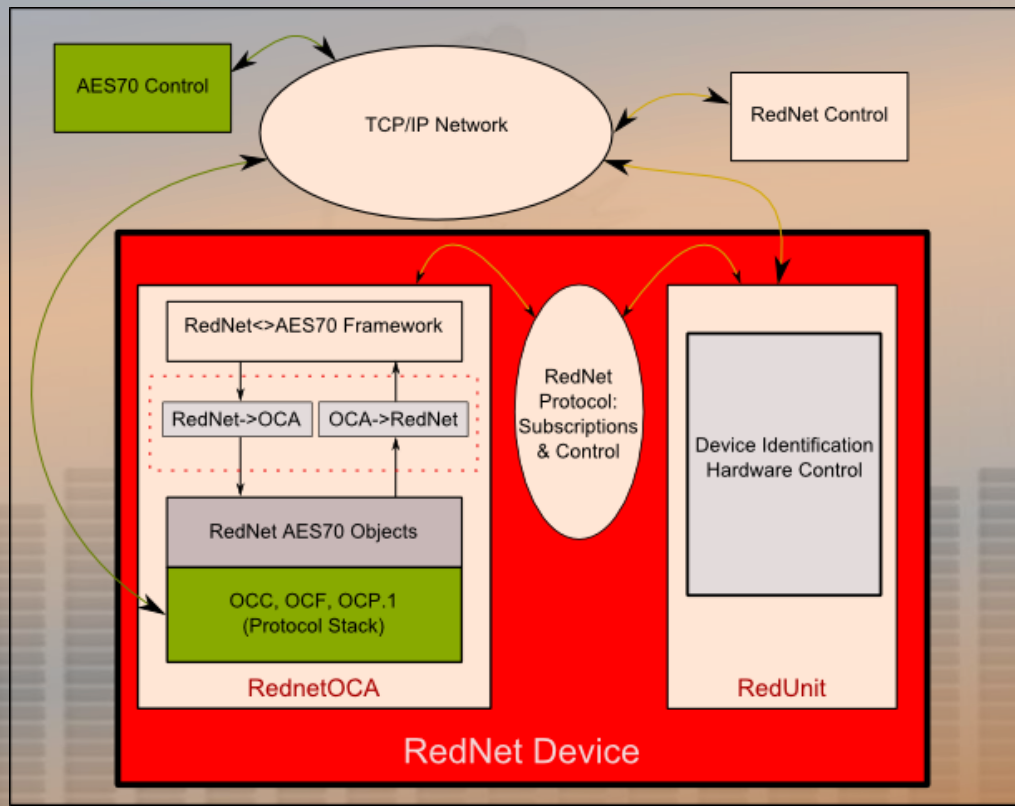 AES70 Control
TCP/IP Network
RedNet Control
RedNet<>AES70 Framework
RedNet->OCA
OCA->RedNet
RedNet AES70 Objects
OCC, OCF, OCP.1
(Protocol Stack)
RednetOCA
RedNet
Protocol:
Subscriptions
& Control
Device Identification
Hardware Control
RedUnit
RedNet Device